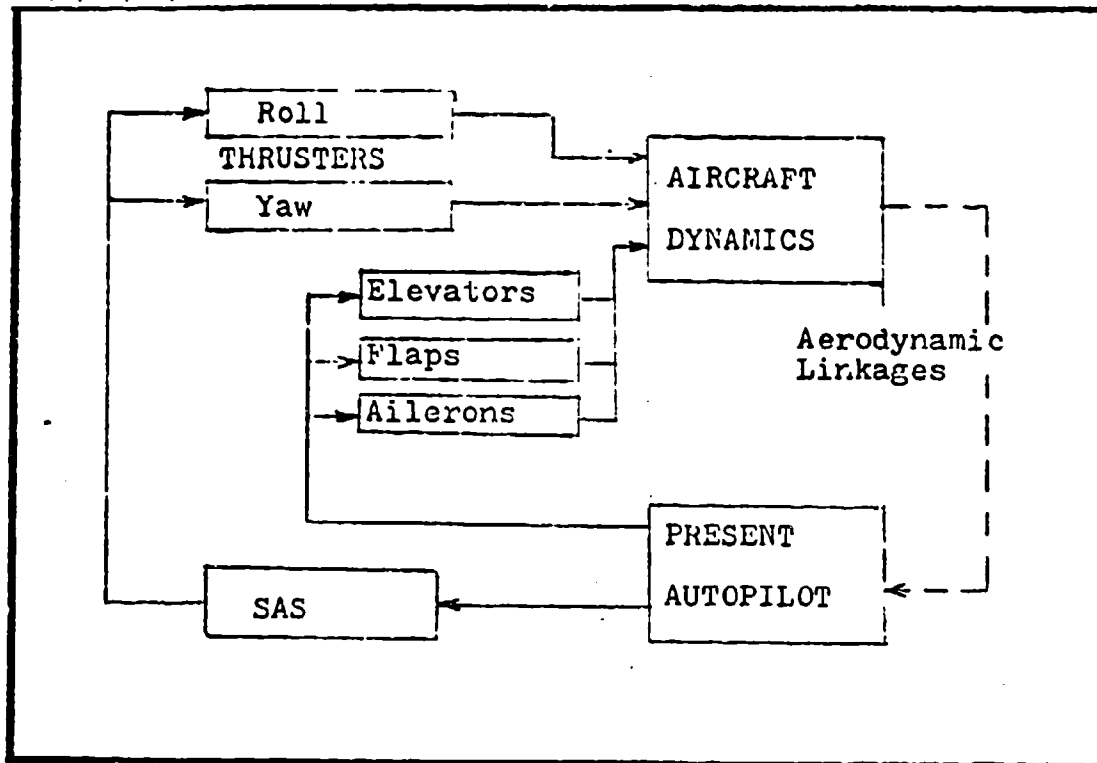 Roll
THRUSTERS
Yaw
AIRCRAFT
DYNAMICS
Elevators
Flaps
Ailerons
Aerodynamic
Linkages
PRESENT
AUTOPILOT
SAS